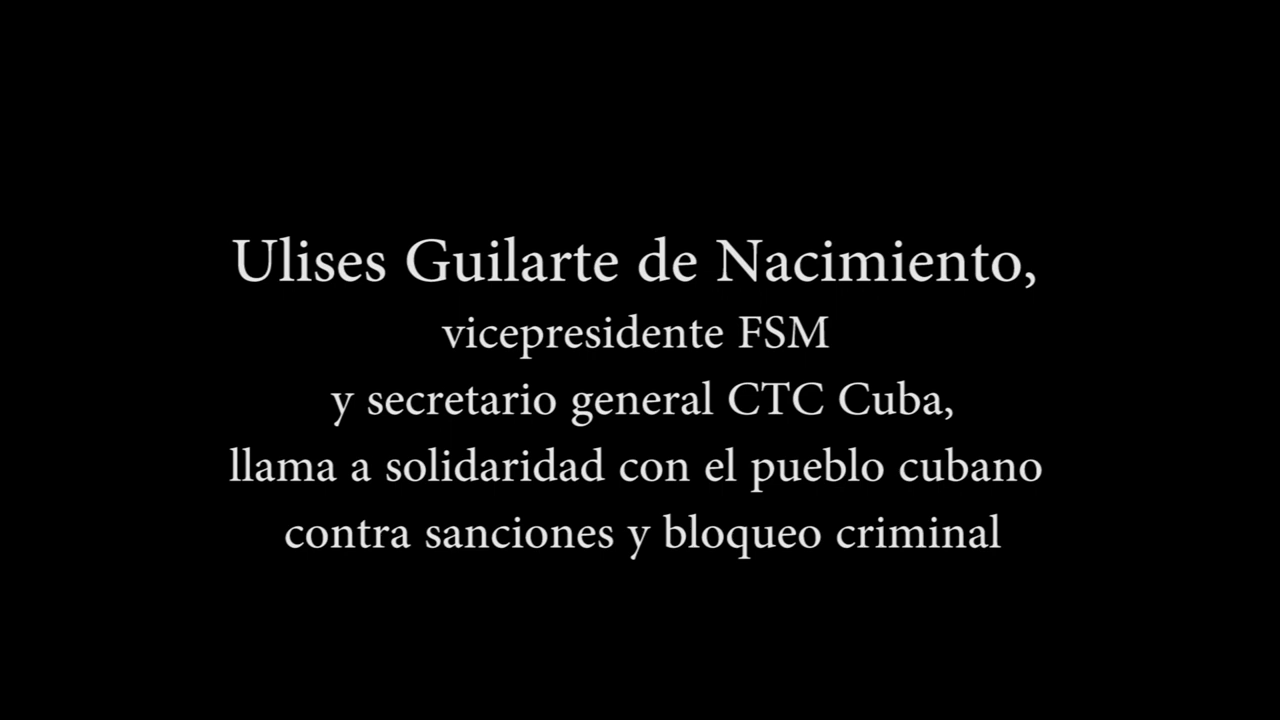 Ulises Guilarte de Nacimiento,
vicepresidente FSM
y secretario general CTC Cuba,
llama a solidaridad con el pueblo cubano
contra sanciones y bloqueo criminal